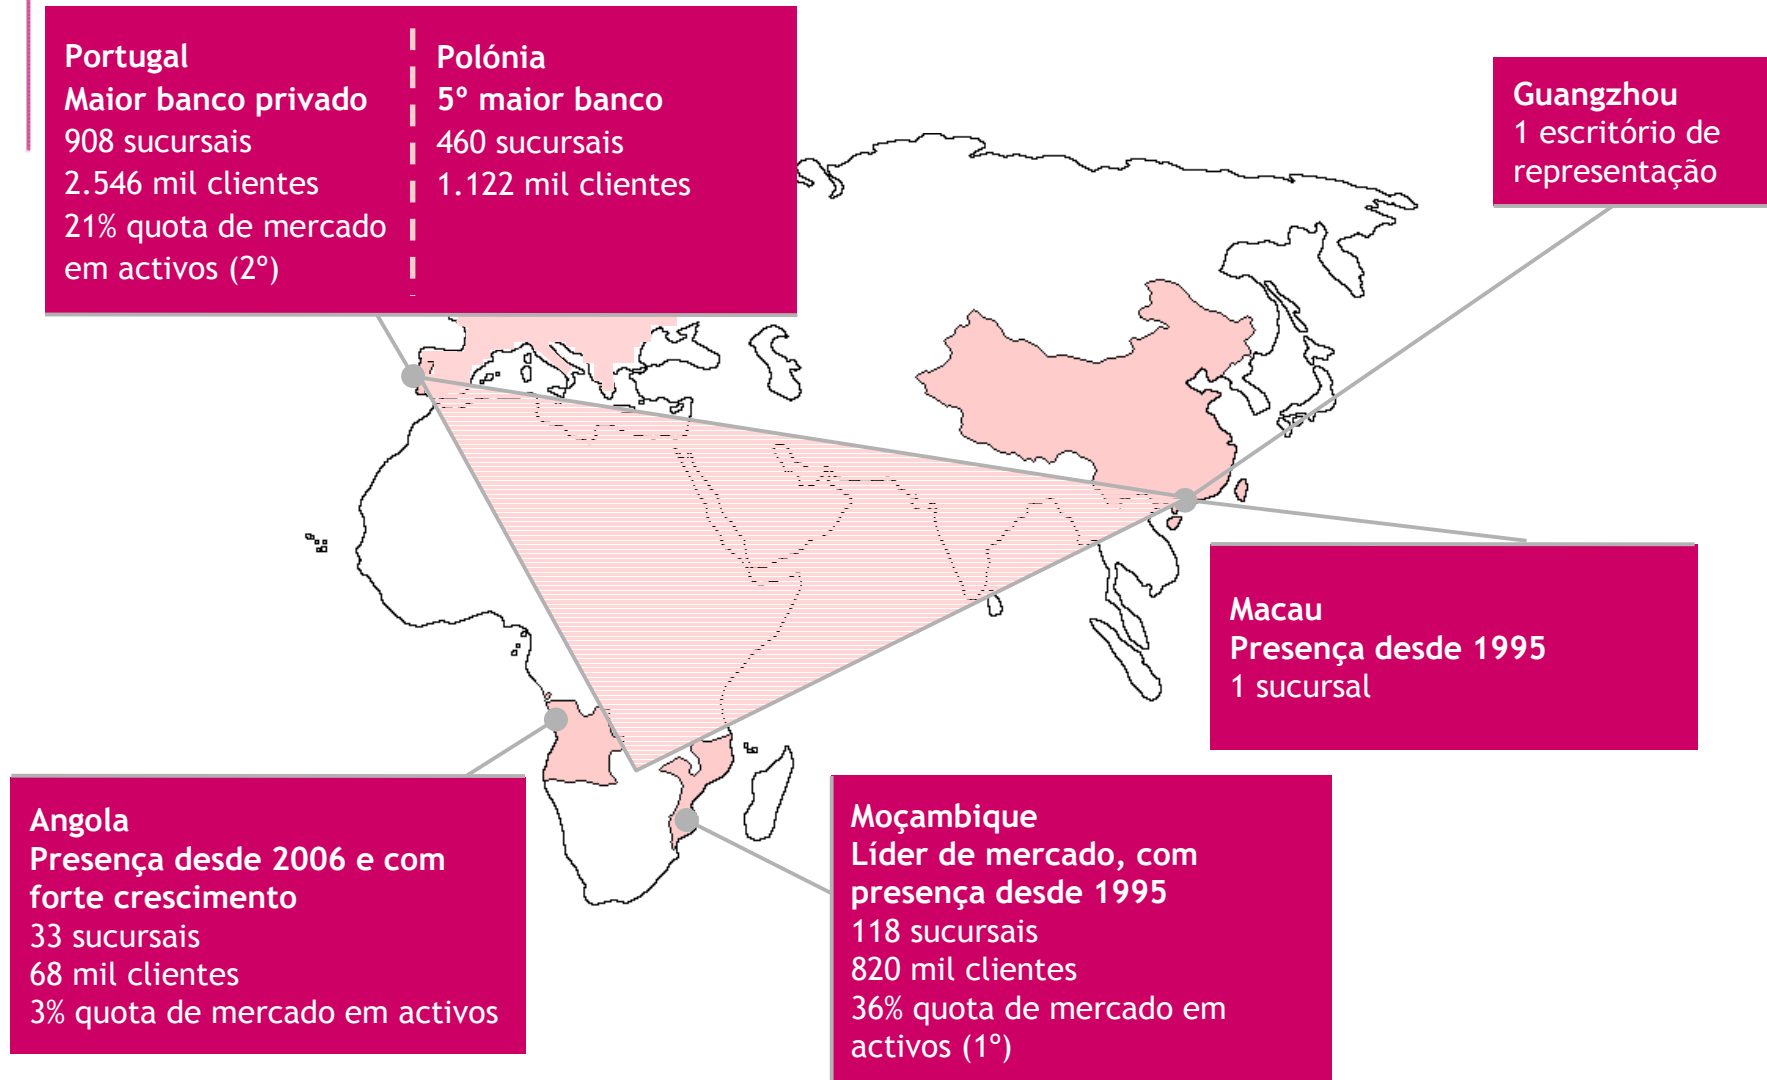 Portugal
Maior banco privado
908 sucursais
2.546 mil clientes
21% quota de mercado
em activos (2º)
Polónia
5º maior banco
460 sucursais
1.122 mil clientes
Guangzhou
1 escritório de
representação
7
Macau
Presença desde 1995
1 sucursal
Angola
Presença desde 2006 e com
forte crescimento
33 sucursais
68 mil clientes
3% quota de mercado em activos
Moçambique
Líder de mercado, com
presença desde 1995
118 sucursais
820 mil clientes
36% quota de mercado em
activos (1º)